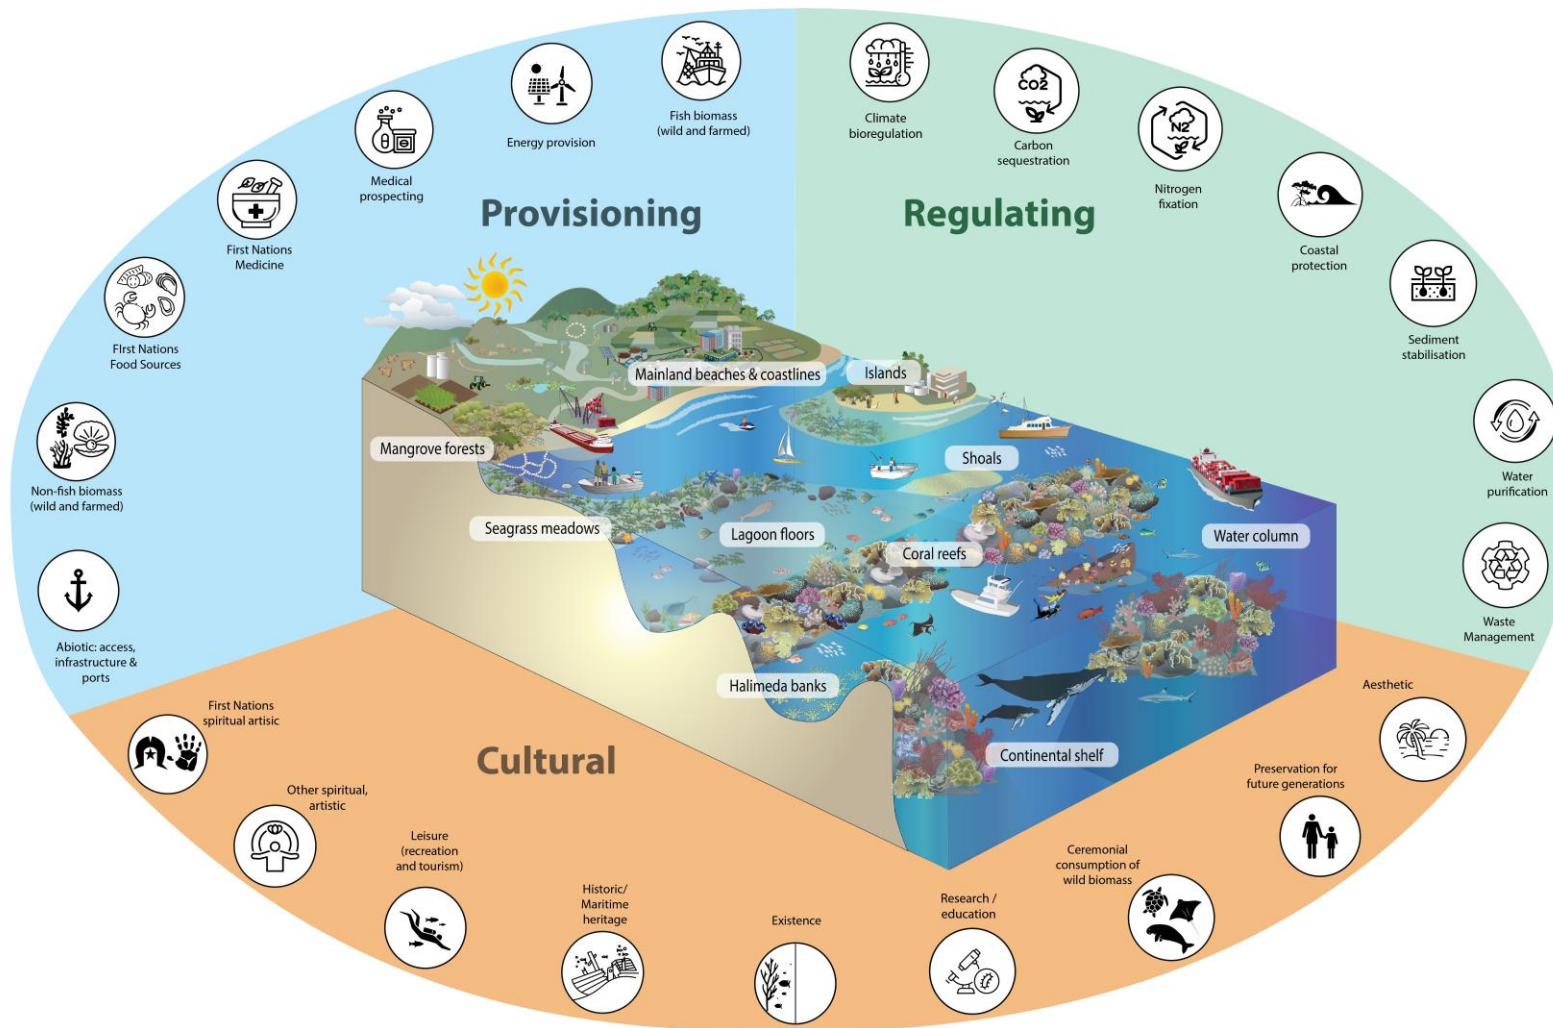 Provisioning
Fish biomass
(wild and farmed)
Energy provision
Medical
prospecting
First Nations
Medicine
FIrst Nations
Food Sources
Non-fish biomass
(wild and farmed)
Abiotic: access,
infrastructure &
ports
Regulating
Climate
bioregulation
CO2
Carbon
sequestration
N2
Nitrogen
fixation
Coastal
protection
Sediment
stabilisation
Water
purification
Waste
Management
Mainland beaches & coastlines
Islands
Mangrove forests
Shoals
Seagrass meadows
Lagoon floors
Coral reefs
Water column
Halimeda banks
Continental shelf
Cultural
First Nations
spiritual artisic
Other spiritual,
artistic
Leisure
(recreation
and tourism)
Historic/
Maritime
heritage
Existence
Research /
education
Ceremonial
consumption of
wild biomass
Preservation for
future generations
Aesthetic